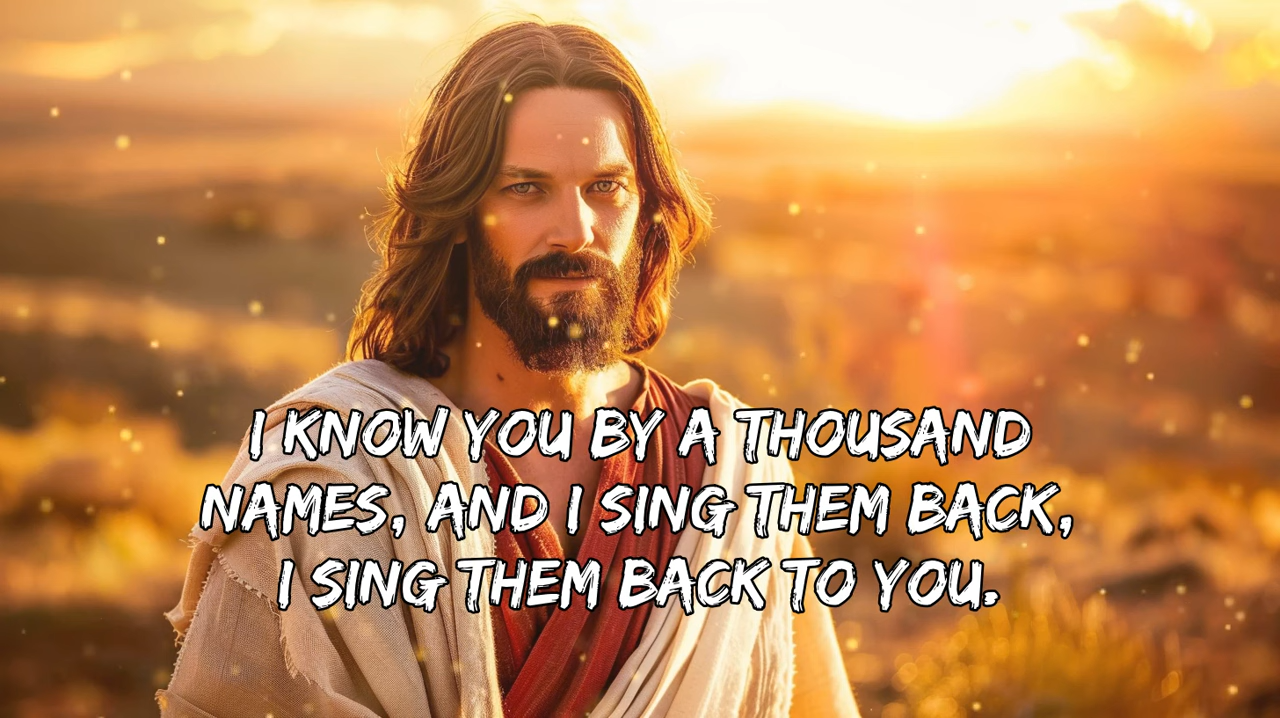 I KNOW YOU BY A THOUSAND
NAMES, AND I SING THEM BACK,
I SING THEM BACK TO YOU.